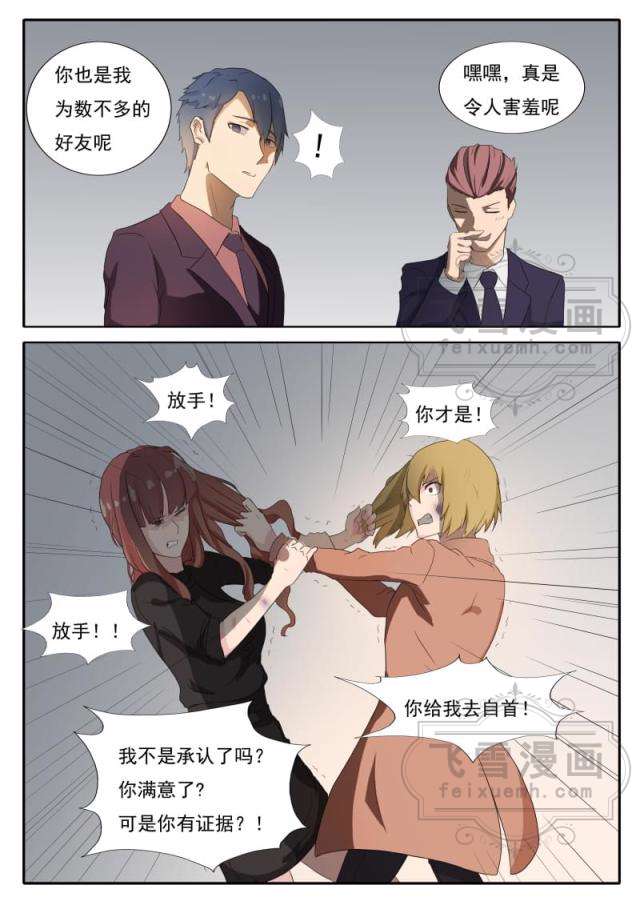 你也是我
为数不多的
好友呢
！
嘿嘿，真是
令人害羞呢
飞雪漫画
feixuemh.com
放手！
你才是！
放手！！
你给我去自首！
我不是承认了吗？
你满意了？
可是你有证据？！
飞雪漫画
feixuemh.com